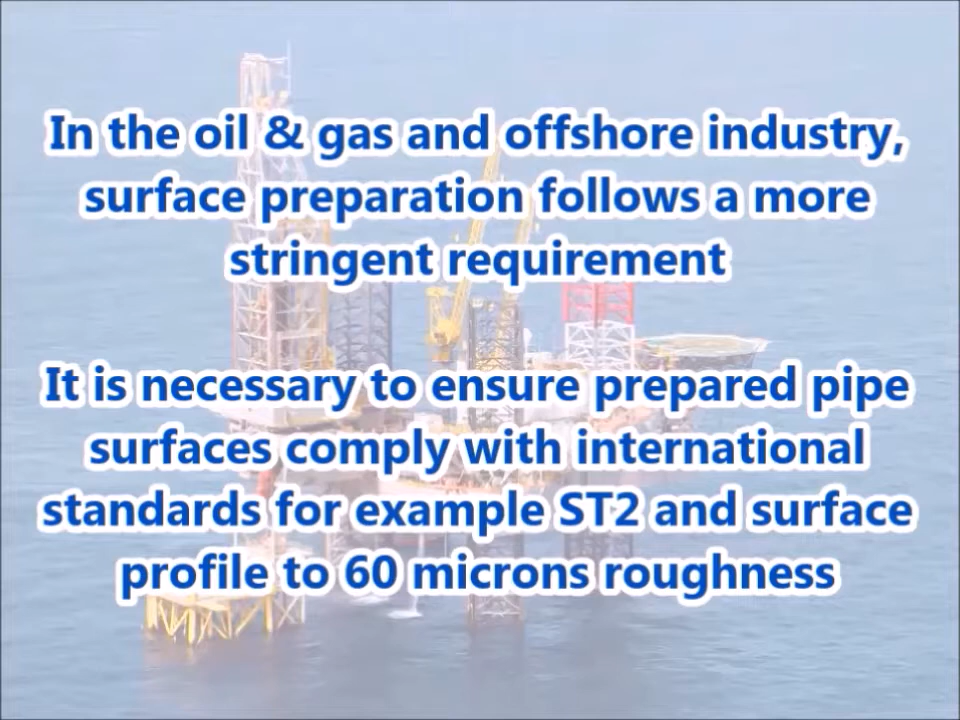 In the oil & gas and offshore industry,
surface preparation follows a more
stringent requirement
It is necessary to ensure prepared pipe
surfaces comply with international
standards for example ST2 and surface
profile to 60 microns roughness